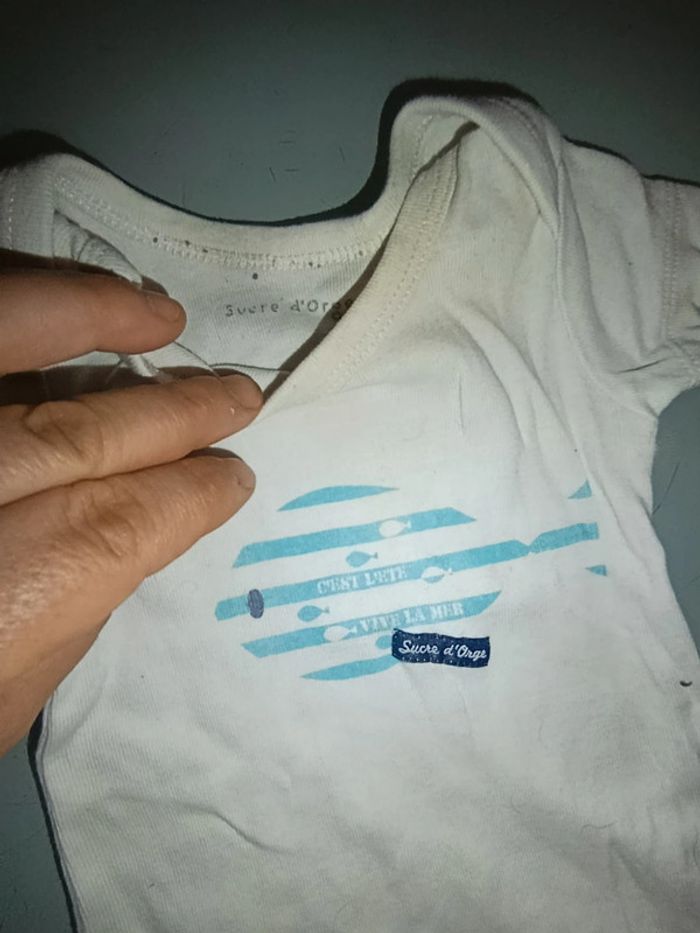 Sucre d'Orge
C'EST L'ETE
VIVE LA MER
Sucre d'Orge